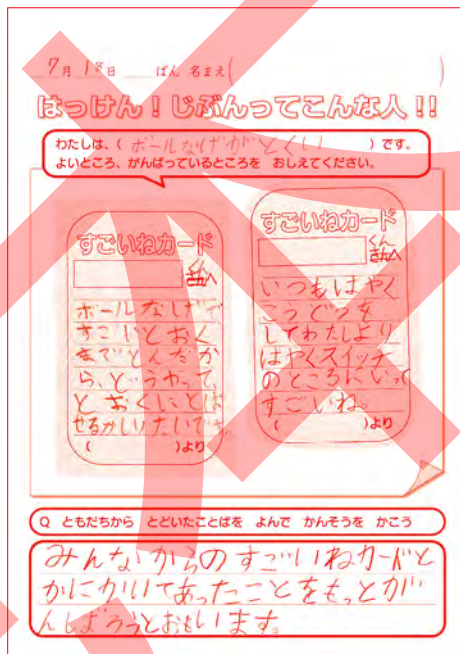 7月18日 ばん 名まえ( )
はっけん！じぶんってこんな人!!
わたしは、( ボールなげがとくい )です。
よいところ、がんばっているところを おしえてください。
すごいねカード
くん
さんへ
ボールなげで
すごいとおく
までとんだか
ら、どうやって、
とおくにとば
せるかしりたいです。
( )より
すごいねカード
くん
さんへ
いつもはやく
こうどうを
してわたしより
はやくスイッチ
のところにいって
すごいね。
( )より
Q ともだちから とどいたことばを よんで かんそうを かこう
みんなからのすごいねカードと
かにかいてあったことをもっとがん
んばろうとおもいます。